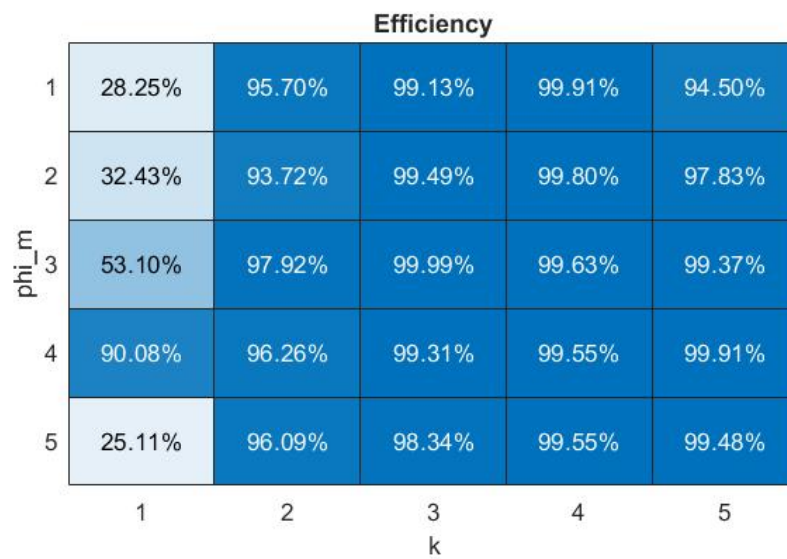 Efficiency
1 28.25% 95.70% 99.13% 99.91% 94.50%
2 32.43% 93.72% 99.49% 99.80% 97.83%
phi_m
3 53.10% 97.92% 99.99% 99.63% 99.37%
4 90.08% 96.26% 99.31% 99.55% 99.91%
5 25.11% 96.09% 98.34% 99.55% 99.48%
1 2 3 4 5
k